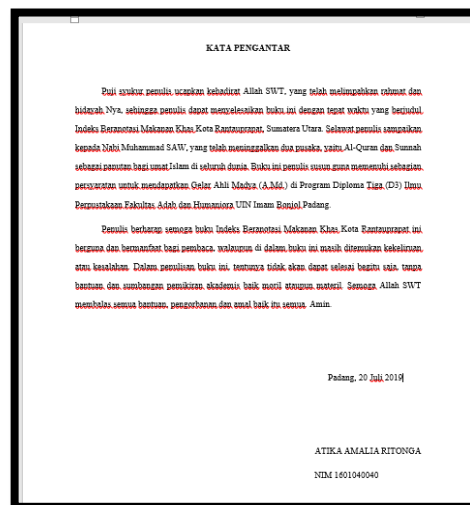 KATA PENGANTAR
Puji syukur penulis ucapkan kehadirat Allah SWT, yang telah melimpahkan rahmat dan
hidayah Nya, sehingga penulis dapat menyelesaikan buku ini dengan tepat waktu yang berjudul
Indeks Beranotasi Makanan Khas Kota Rantauprapat, Sumatera Utara. Selawat penulis sampaikan
kepada Nabi Muhammad SAW, yang telah meninggalkan dua pusaka, yaitu Al-Quran dan Sunnah
sebagai panutan bagi umat Islam di seluruh dunia. Buku ini penulis susun guna memenuhi sebagian
persyaratan untuk mendapatkan Gelar Ahli Madya (A.Md.) di Program Diploma Tiga (D3) Ilmu
Perpustakaan Fakultas Adab dan Humaniora UIN Imam Bonjol Padang.
Penulis berharap semoga buku Indeks Beranotasi Makanan Khas Kota Rantauprapat ini
berguna dan bermanfaat bagi pembaca, walaupun di dalam buku ini masih ditemukan kekeliruan
atau kesalahan. Dalam penulisan buku ini, tentunya tidak akan dapat selesai begitu saja, tanpa
bantuan dan sumbangan pemikiran akademis baik moril ataupun materil. Semoga Allah SWT
membalas semua bantuan, pengorbanan dan amal baik itu semua. Amin.
Padang, 20 Juli 2019
ATIKA AMALIA RITONGA
NIM 1601040040